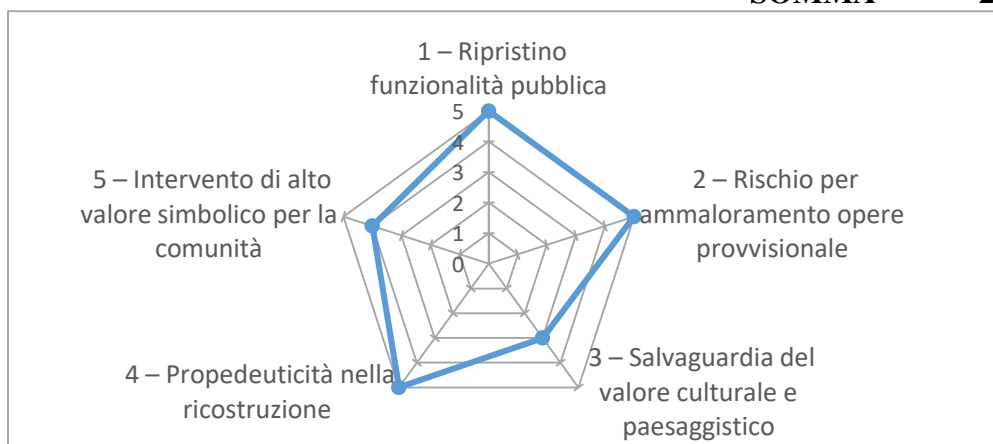 1 – Ripristino
funzionalità pubblica
5
4
3
2
1
0
2 – Rischio per
ammaloramento opere
provvisionale
3 – Salvaguardia del
valore culturale e
paesaggistico
4 – Propedeuticità nella
ricostruzione
5 – Intervento di alto
valore simbolico per la
comunità